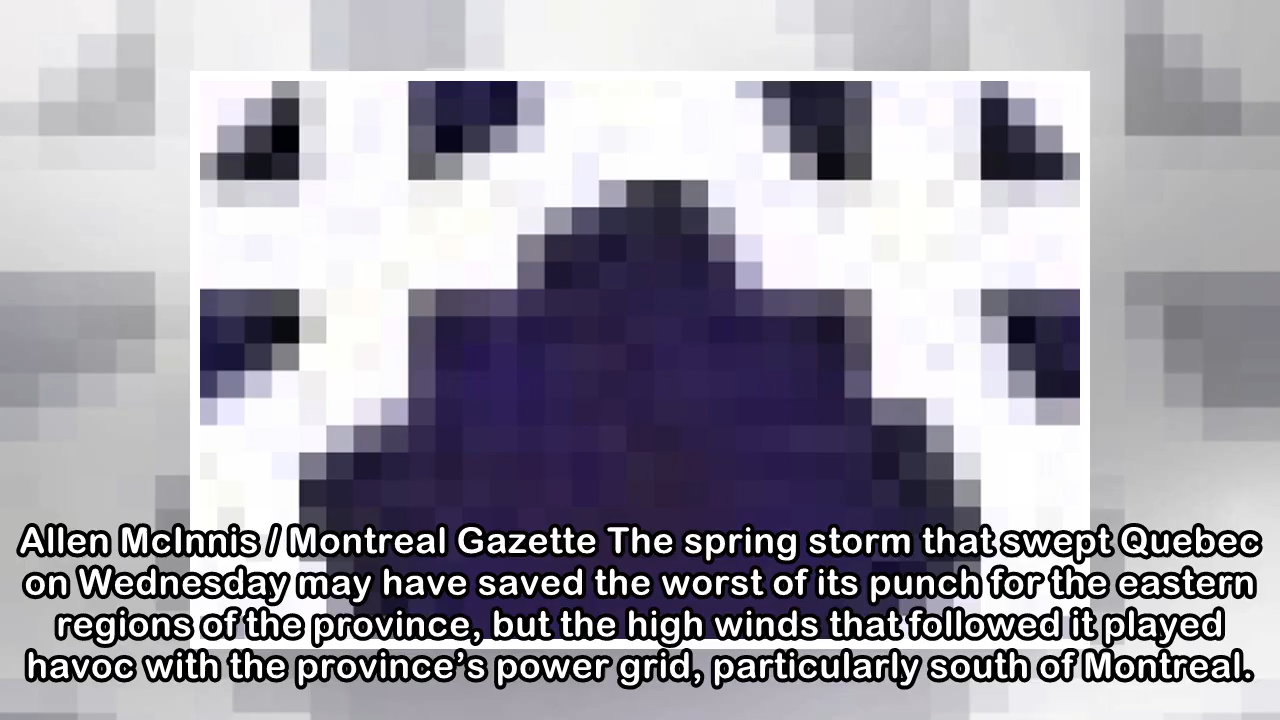 Allen McInnis / Montreal Gazette The spring storm that swept Quebec
on Wednesday may have saved the worst of its punch for the eastern
regions of the province, but the high winds that followed it played
havoc with the province’s power grid, particularly south of Montreal.